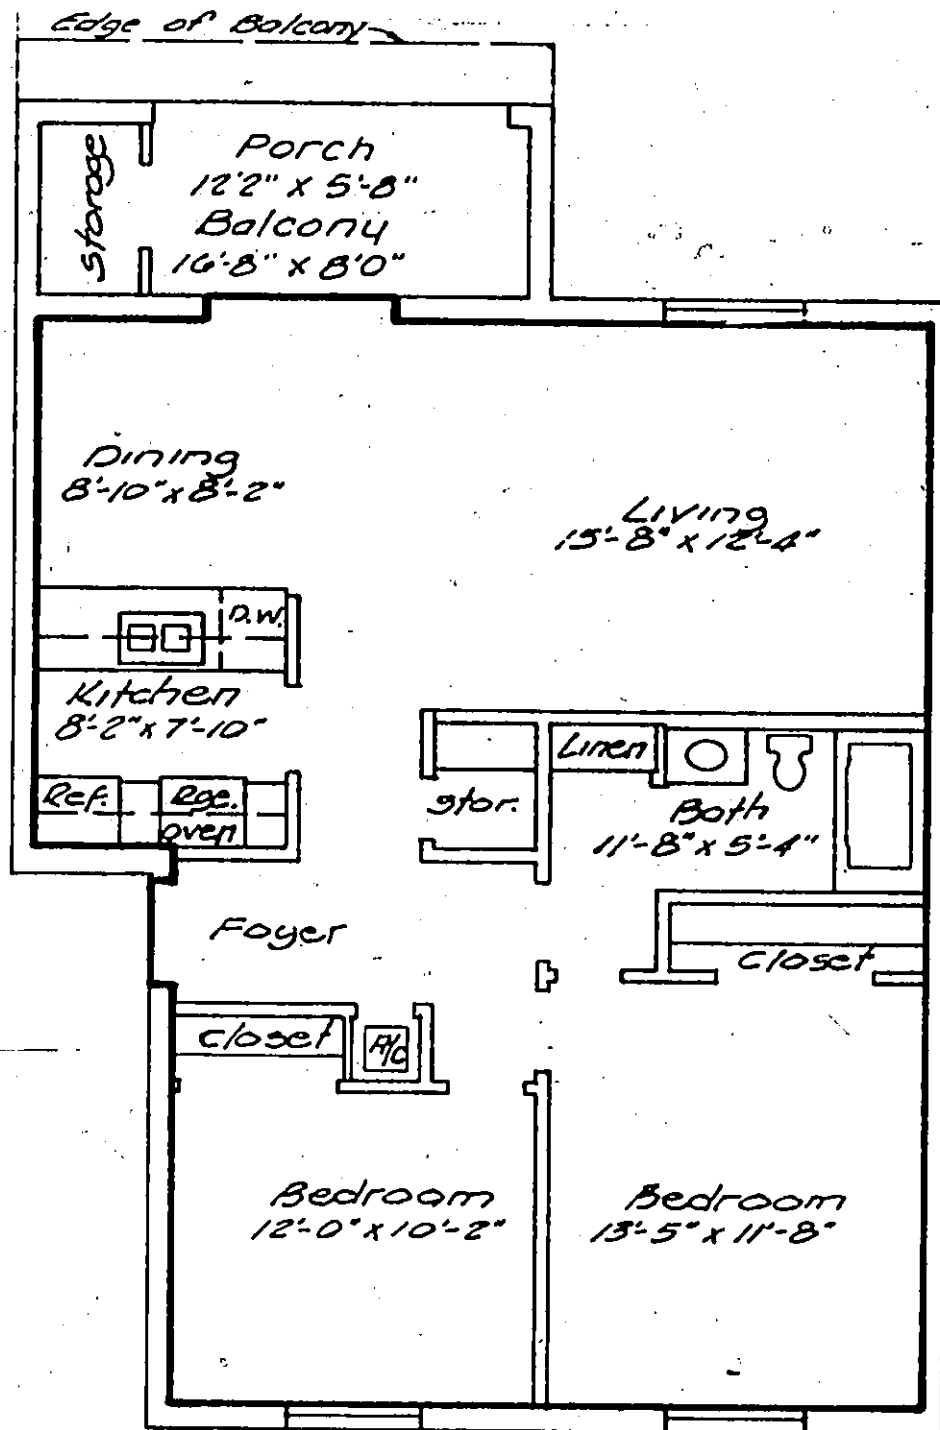 Edge of Balcony
Storage
Porch
12'2" x 5'-8"
Balcony
16'-8" x 8'0"
Dining
8'-10" x 8'-2"
Living
15'-8" x 12'-4"
D.W.
Kitchen
8'-2" x 7'-10"
Ref.
Rge.
oven
Stor.
Linen
Bath
11'-8" x 5'-4"
Foyer
Closet
Closet
A/C
Bedroom
12'-0" x 10'-2"
Bedroom
13'-5" x 11'-8"